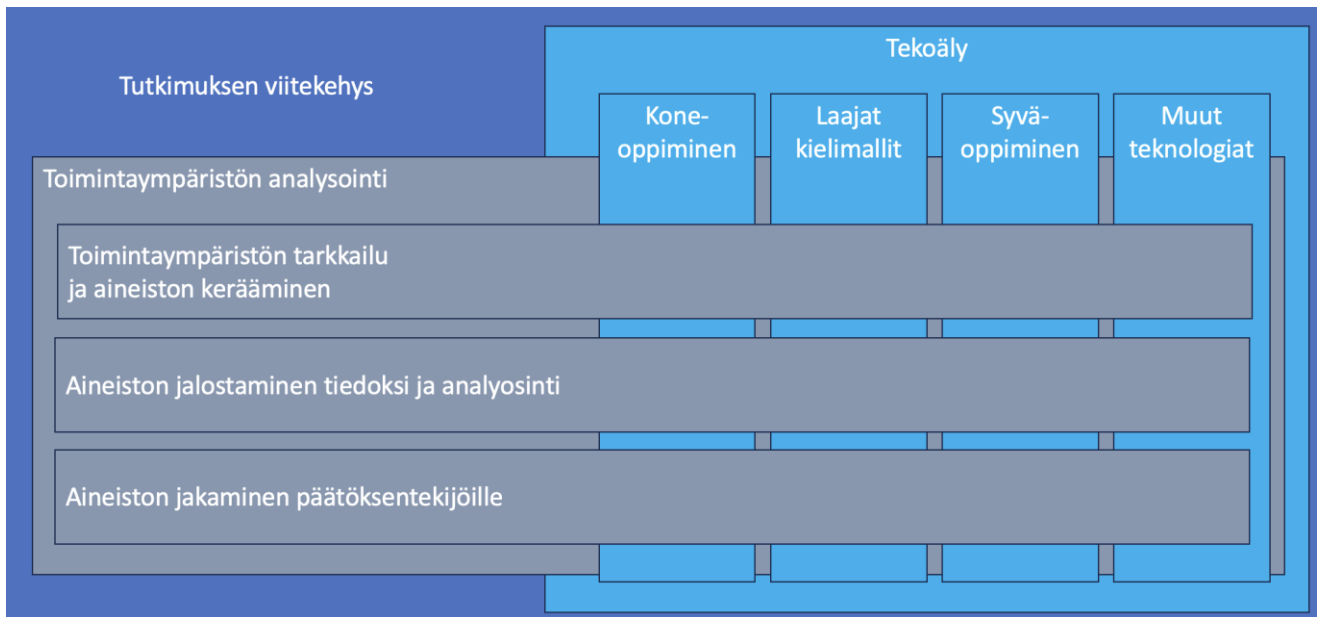 Tutkimuksen viitekehys
Tekoäly
Kone-
oppiminen
Laajat
kielimallit
Syvä-
oppiminen
Muut
teknologiat
Toimintaympäristön analysointi
Toimintaympäristön tarkkailu
ja aineiston kerääminen
Aineiston jalostaminen tiedoksi ja analyosinti
Aineiston jakaminen päätöksentekijöille